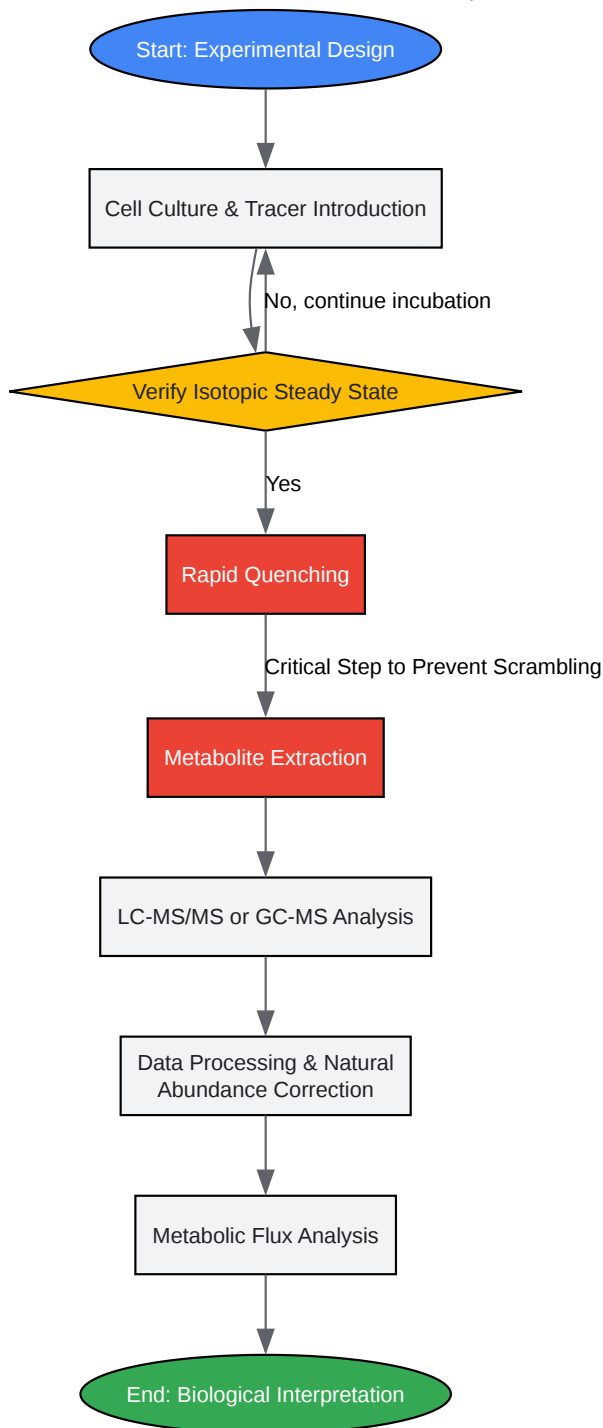 Start: Experimental Design
Cell Culture & Tracer Introduction
No, continue incubation
Verify Isotopic Steady State
Yes
Rapid Quenching
Critical Step to Prevent Scrambling
Metabolite Extraction
LC-MS/MS or GC-MS Analysis
Data Processing & Natural
Abundance Correction
Metabolic Flux Analysis
End: Biological Interpretation